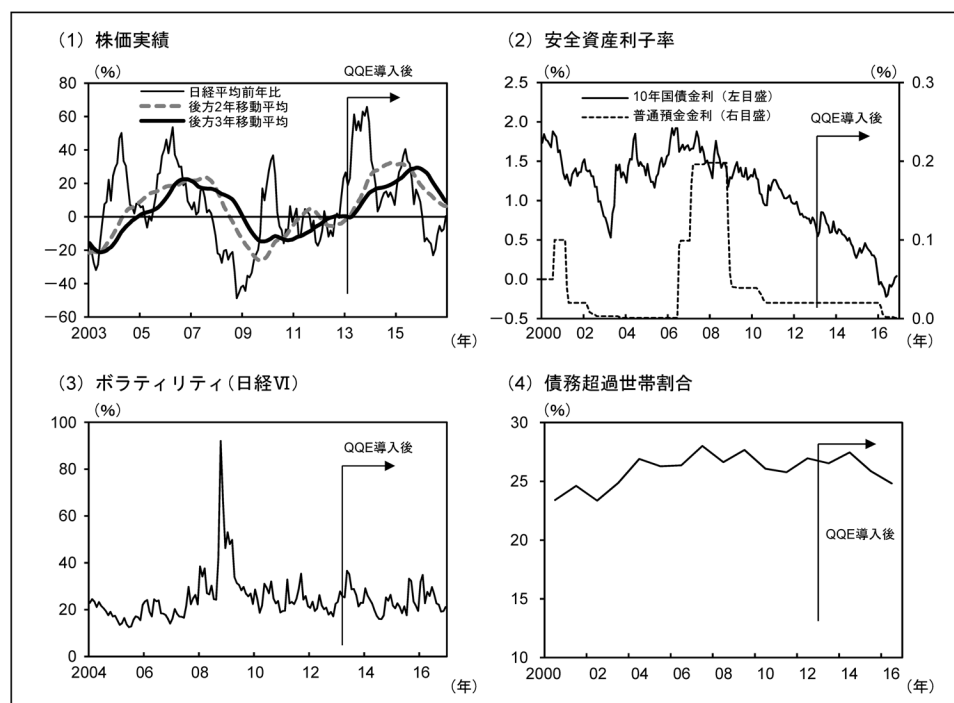 （1）株価実績
（%）
QQE導入後
日経平均前年比
後方2年移動平均
後方3年移動平均
80
60
40
20
0
－20
－40
－60
2003 05 07 09 11 13 15
（年）
（2）安全資産利子率
（%） （%）
10年国債金利（左目盛）
普通預金金利（右目盛）
QQE導入後
2.5 0.3
2.0
1.5 0.2
1.0
0.5 0.1
0.0
－0.5 0.0
2000 02 04 06 08 10 12 14 16
（年）
（3）ボラティリティ（日経Ⅵ）
（%）
QQE導入後
100
80
60
40
20
0
2004 06 08 10 12 14 16
（年）
（4）債務超過世帯割合
（%）
30
25
20
15
10
QQE導入後
2000 02 04 06 08 10 12 14 16
（年）